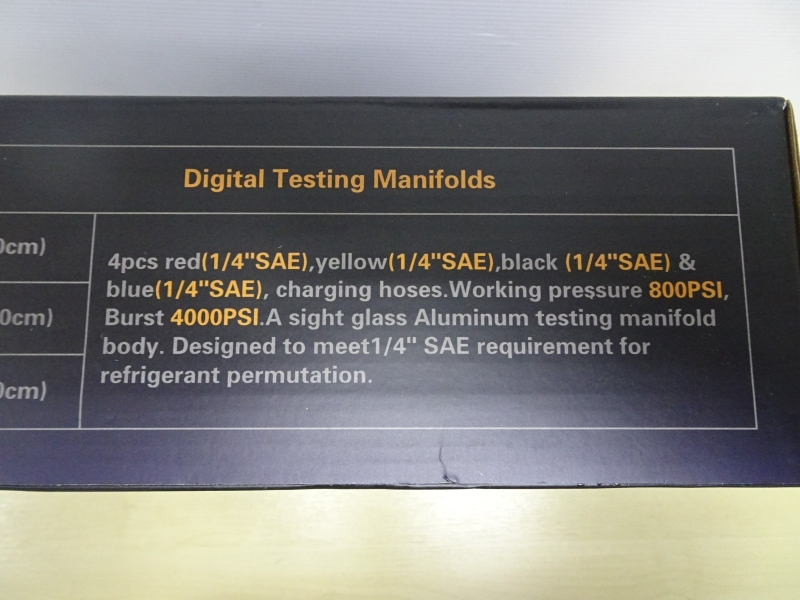 Digital Testing Manifolds
0cm)
0cm)
0cm)
4pcs red(1/4"SAE),yellow(1/4"SAE),black (1/4"SAE) &
blue(1/4"SAE), charging hoses.Working pressure 800PSI,
Burst 4000PSI.A sight glass Aluminum testing manifold
body. Designed to meet1/4" SAE requirement for
refrigerant permutation.